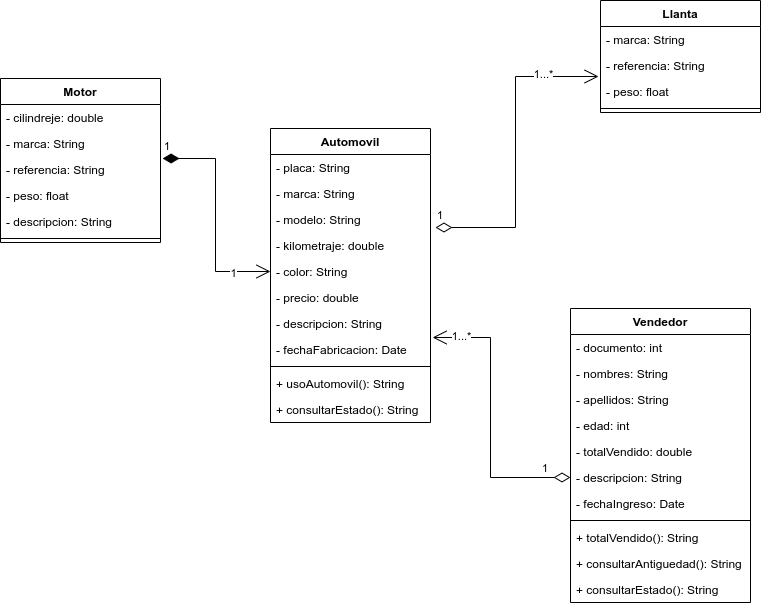 Llanta
- marca: String
- referencia: String
- peso: float
1...*
Motor
- cilindreje: double
- marca: String
- referencia: String
- peso: float
- descripcion: String
1
1
Automovil
- placa: String
- marca: String
- modelo: String
- kilometraje: double
- color: String
- precio: double
- descripcion: String
- fechaFabricacion: Date
+ usoAutomovil(): String
+ consultarEstado(): String
1
1...*
1
Vendedor
- documento: int
- nombres: String
- apellidos: String
- edad: int
- totalVendido: double
- descripcion: String
- fechaIngreso: Date
+ totalVendido(): String
+ consultarAntiguedad(): String
+ consultarEstado(): String